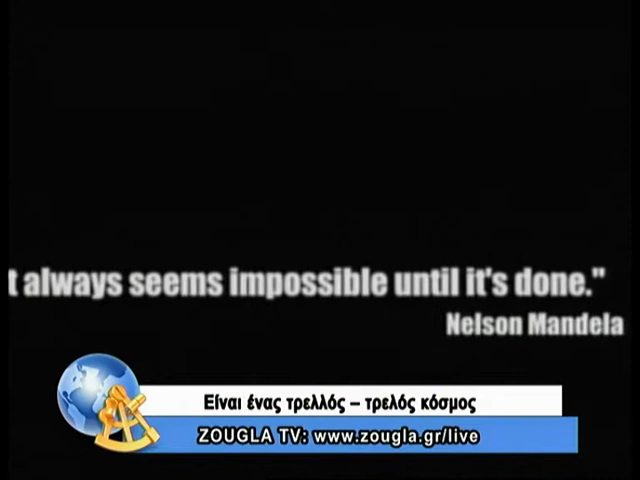 t always seems impossible until it's done."
Nelson Mandela
Είναι ένας τρελλός – τρελός κόσμος
ZOUGLA TV: www.zougla.gr/live